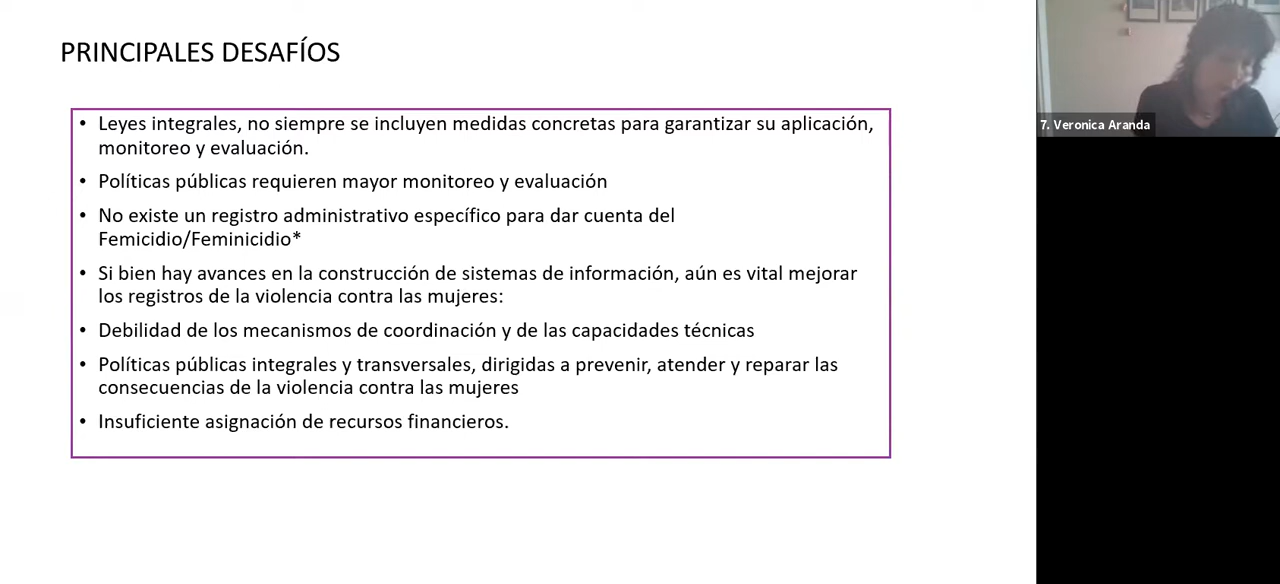 PRINCIPALES DESAFÍOS
• Leyes integrales, no siempre se incluyen medidas concretas para garantizar su aplicación,
monitoreo y evaluación.
• Políticas públicas requieren mayor monitoreo y evaluación
• No existe un registro administrativo específico para dar cuenta del
Femicidio/Feminicidio*
• Si bien hay avances en la construcción de sistemas de información, aún es vital mejorar
los registros de la violencia contra las mujeres:
• Debilidad de los mecanismos de coordinación y de las capacidades técnicas
• Políticas públicas integrales y transversales, dirigidas a prevenir, atender y reparar las
consecuencias de la violencia contra las mujeres
• Insuficiente asignación de recursos financieros.
7. Veronica Aranda